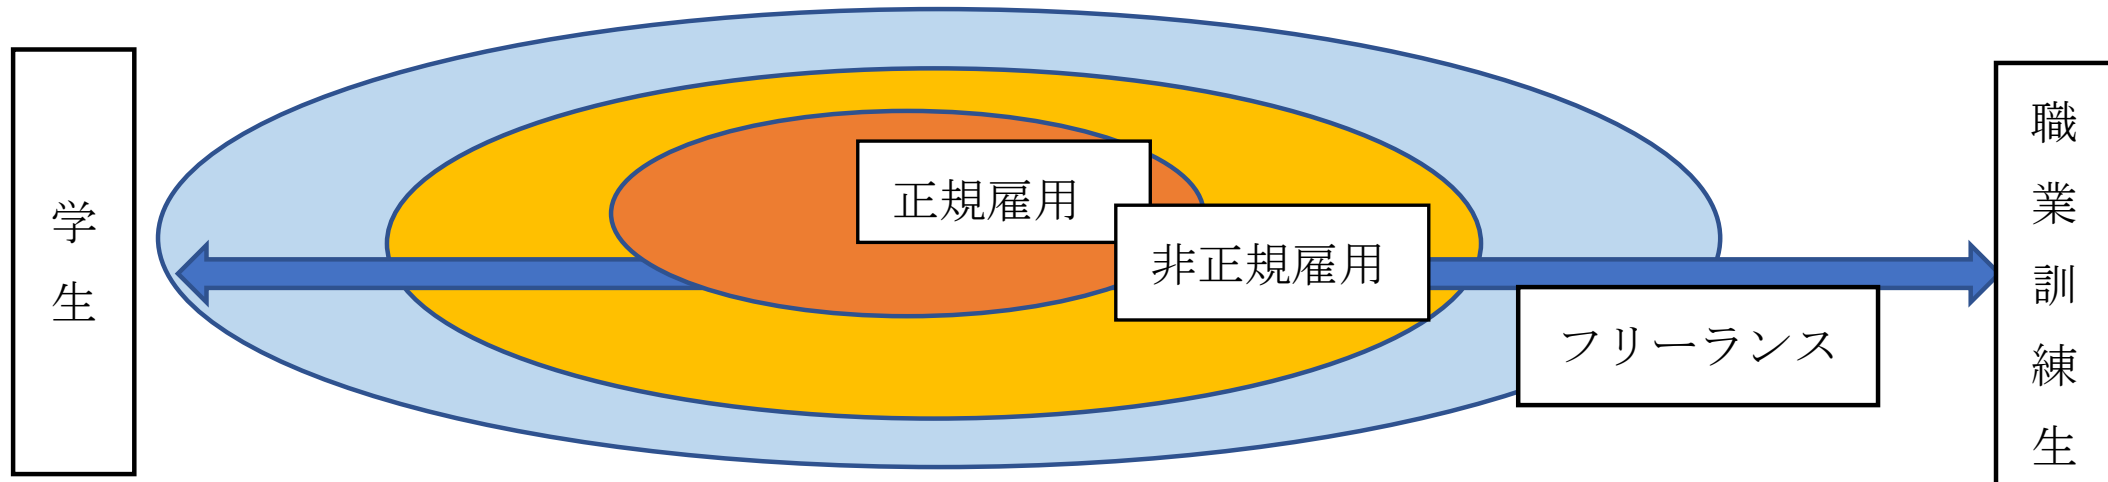 学生
正規雇用
非正規雇用
フリーランス
職業訓練生